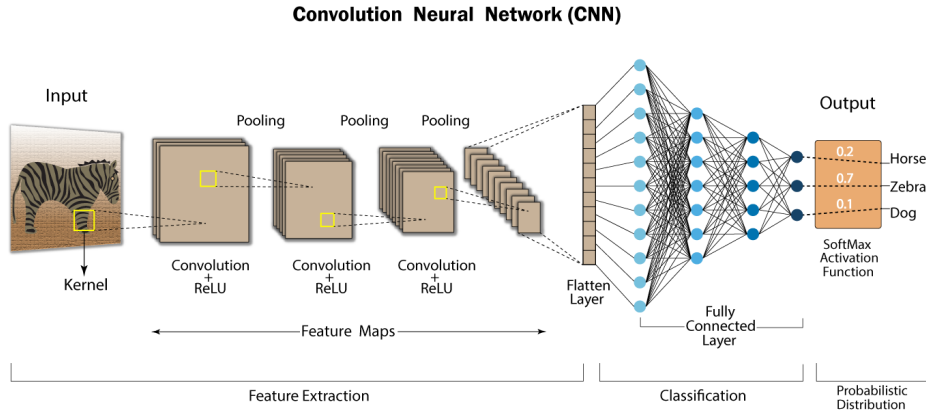 Convolution Neural Network (CNN)
Input
Pooling
Pooling
Pooling
Output
0.2
Horse
0.7
Zebra
0.1
Dog
Kernel
Convolution
+
ReLU
Convolution
+
ReLU
Convolution
+
ReLU
Flatten
Layer
SoftMax
Activation
Function
Feature Maps
Fully
Connected
Layer
Feature Extraction
Classification
Probabilistic
Distribution